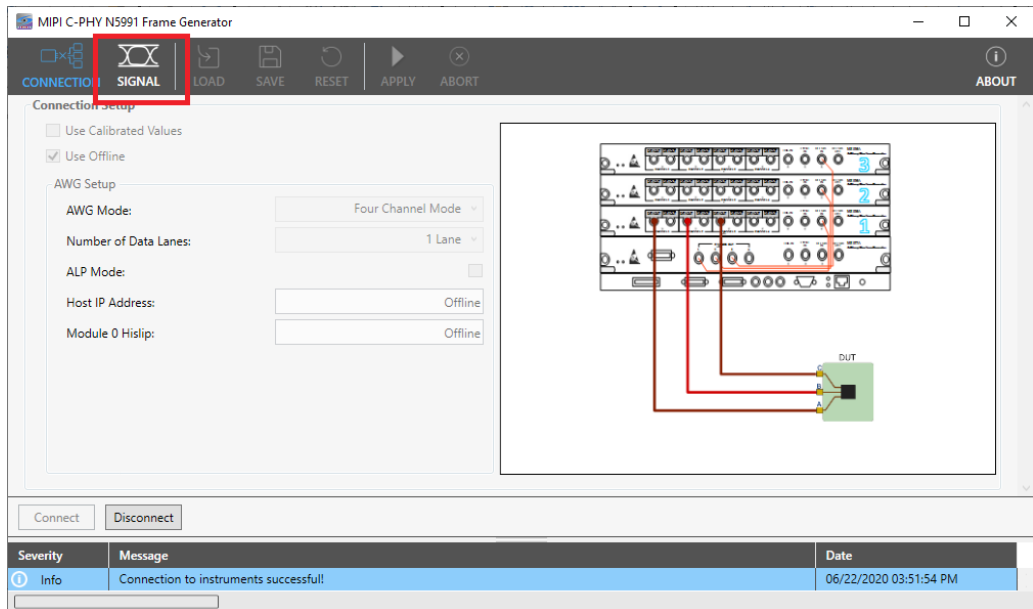 MIPI C-PHY N5991 Frame Generator
CONNECTION SIGNAL LOAD SAVE RESET APPLY ABORT ABOUT
Connection Setup
Use Calibrated Values
Use Offline
AWG Setup
AWG Mode: Four Channel Mode
Number of Data Lanes: 1 Lane
ALP Mode:
Host IP Address: Offline
Module 0 Hislip: Offline
3
2
1
DUT
C
B
A
Connect Disconnect
Severity Message Date
Info Connection to instruments successful! 06/22/2020 03:51:54 PM